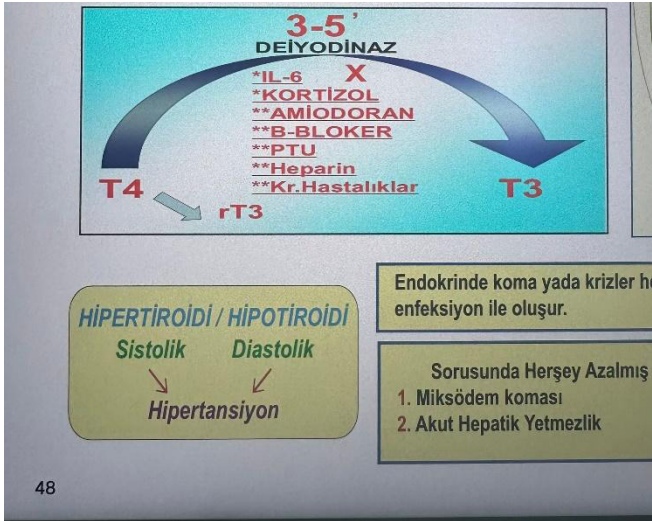 3-5'
DEİYODİNAZ
*IL-6 X
*KORTİZOL
**AMİODORAN
**B-BLOKER
**PTU
**Heparin
**Kr.Hastalıklar
T4
T3
rT3
HİPERTİROİDİ / HİPOTİROİDİ
Sistolik Diastolik
Hipertansiyon
Endokrinde koma yada krizler he
enfeksiyon ile oluşur.
Sorusunda Herşey Azalmış
1. Miksödem koması
2. Akut Hepatik Yetmezlik
48